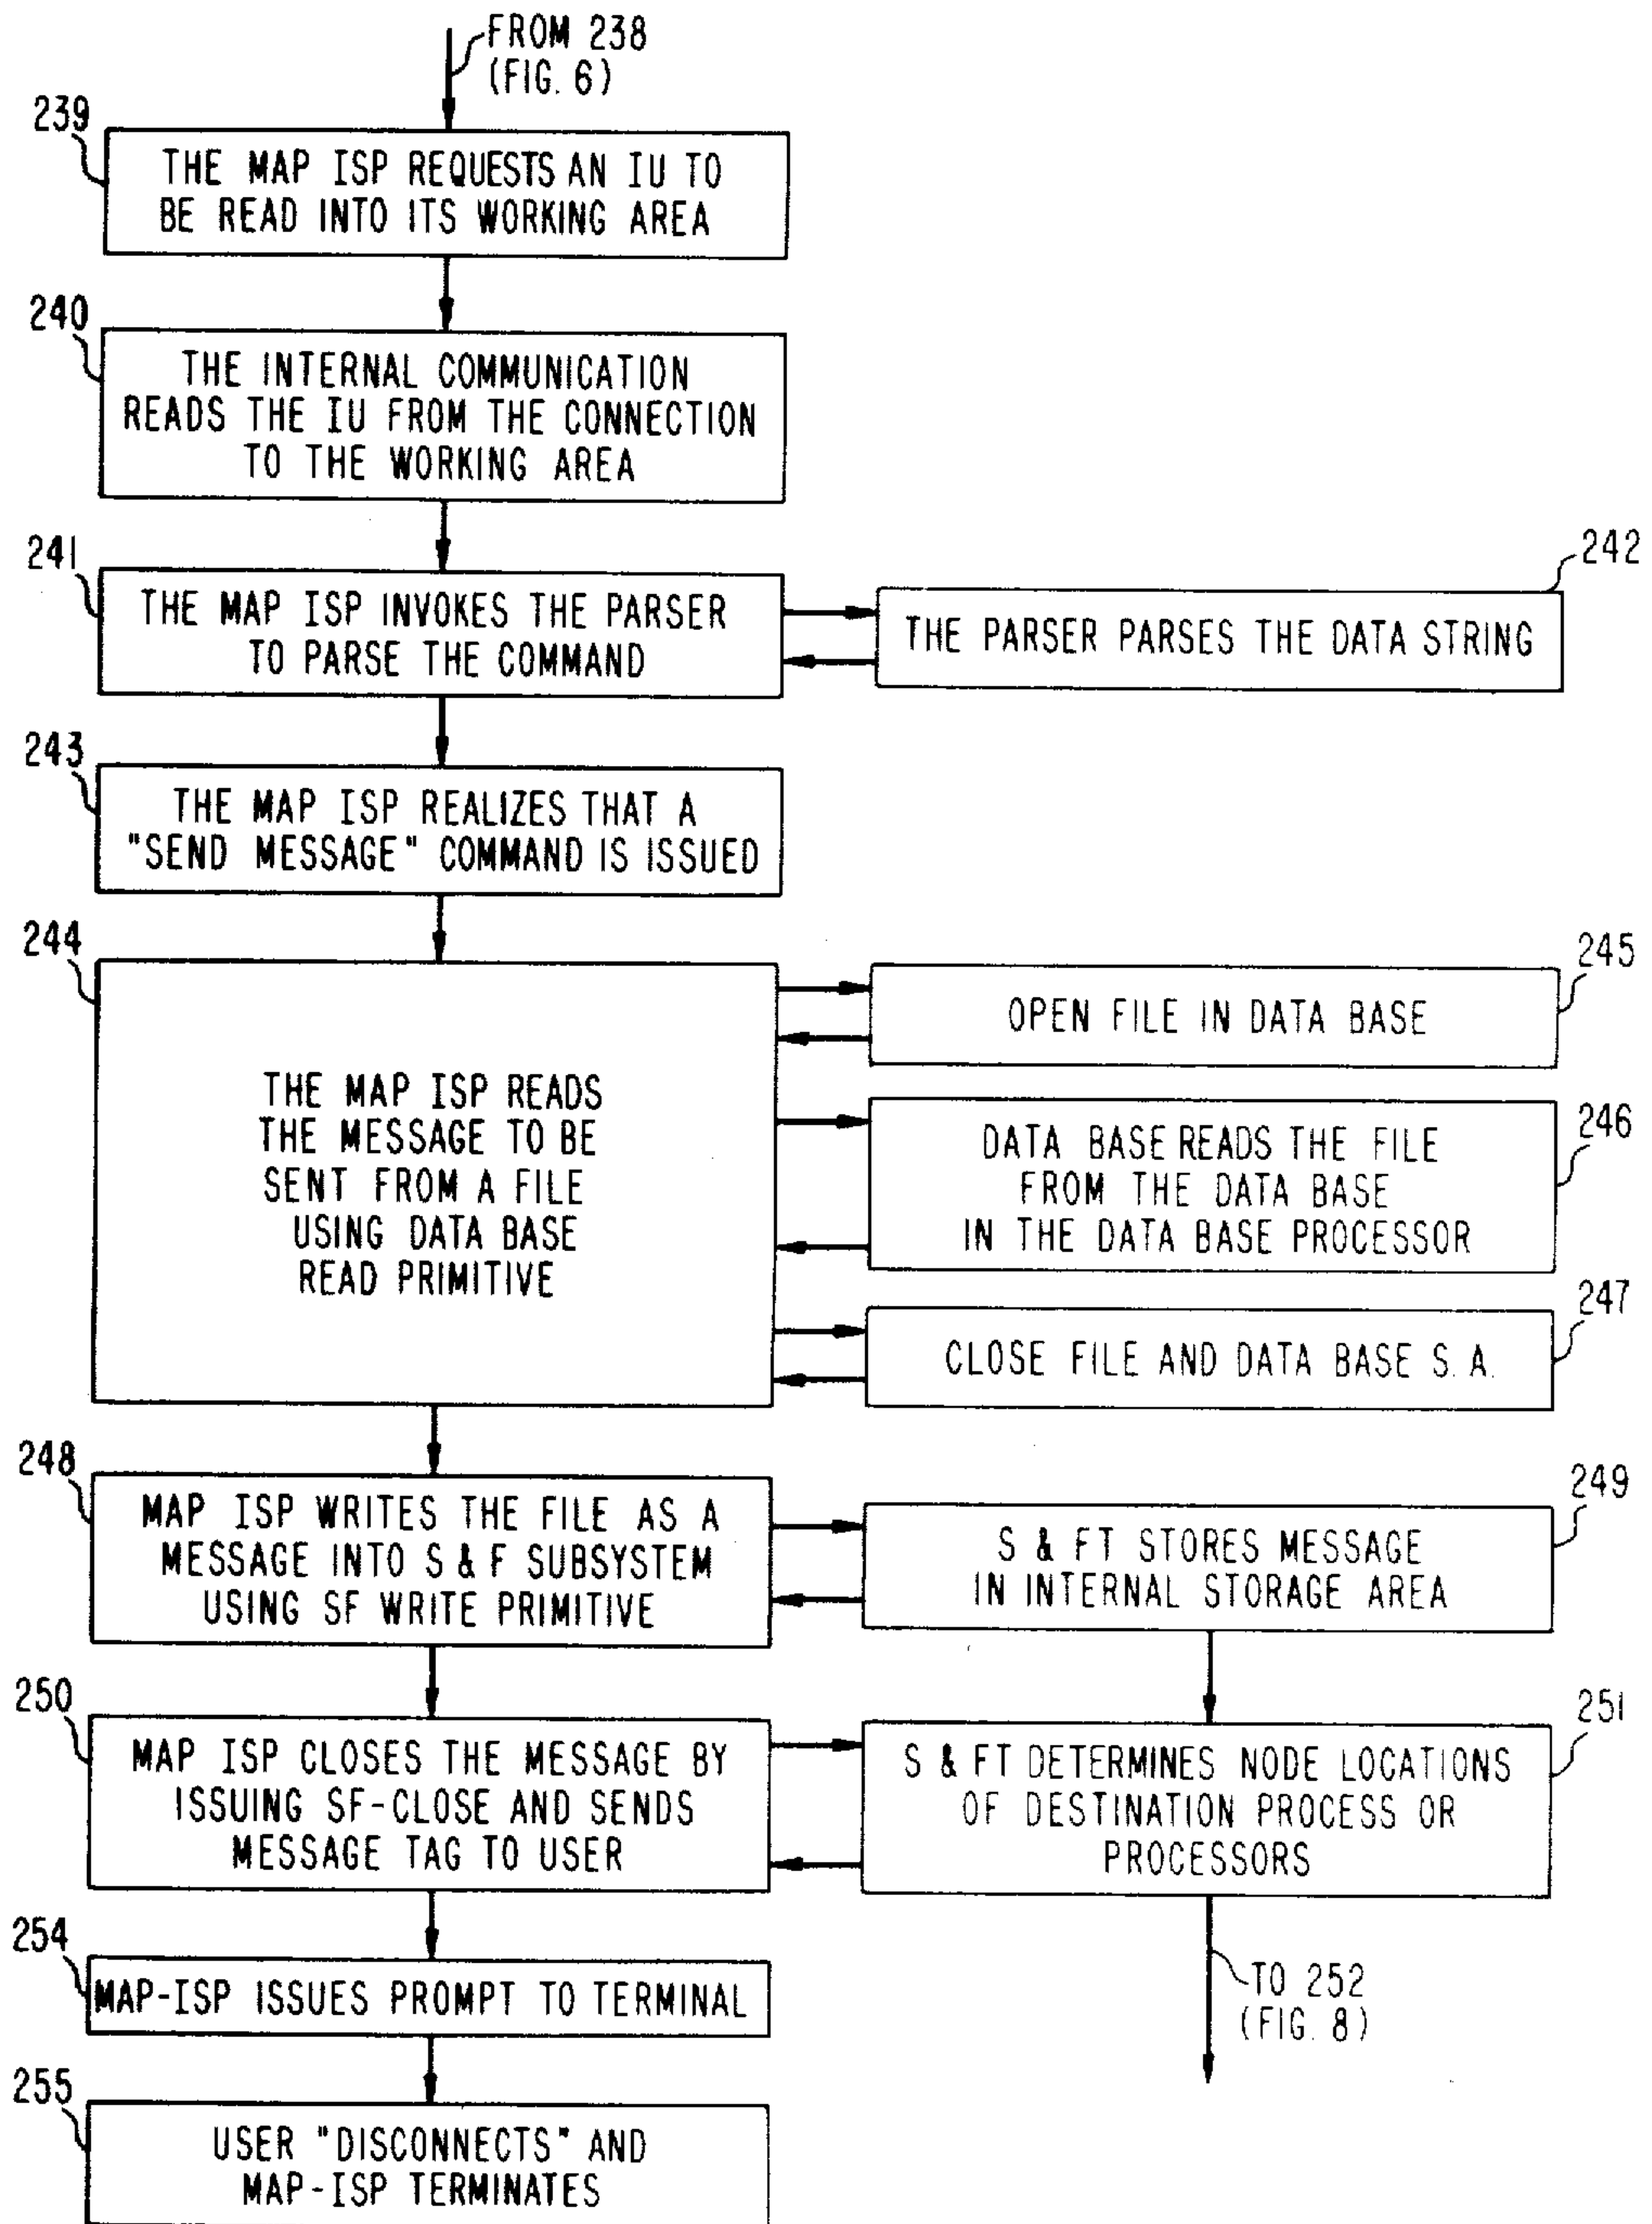 FROM 238
(FIG. 6)
239
THE MAP ISP REQUESTS AN IU TO
BE READ INTO ITS WORKING AREA
240
THE INTERNAL COMMUNICATION
READS THE IU FROM THE CONNECTION
TO THE WORKING AREA
241
THE MAP ISP INVOKES THE PARSER
TO PARSE THE COMMAND
242
THE PARSER PARSES THE DATA STRING
243
THE MAP ISP REALIZES THAT A
"SEND MESSAGE" COMMAND IS ISSUED
244
THE MAP ISP READS
THE MESSAGE TO BE
SENT FROM A FILE
USING DATA BASE
READ PRIMITIVE
245
OPEN FILE IN DATA BASE
246
DATA BASE READS THE FILE
FROM THE DATA BASE
IN THE DATA BASE PROCESSOR
247
CLOSE FILE AND DATA BASE S. A.
248
MAP ISP WRITES THE FILE AS A
MESSAGE INTO S & F SUBSYSTEM
USING SF WRITE PRIMITIVE
249
S & FT STORES MESSAGE
IN INTERNAL STORAGE AREA
250
MAP ISP CLOSES THE MESSAGE BY
ISSUING SF-CLOSE AND SENDS
MESSAGE TAG TO USER
251
S & FT DETERMINES NODE LOCATIONS
OF DESTINATION PROCESS OR
PROCESSORS
254
MAP-ISP ISSUES PROMPT TO TERMINAL
TO 252
(FIG. 8)
255
USER "DISCONNECTS" AND
MAP-ISP TERMINATES